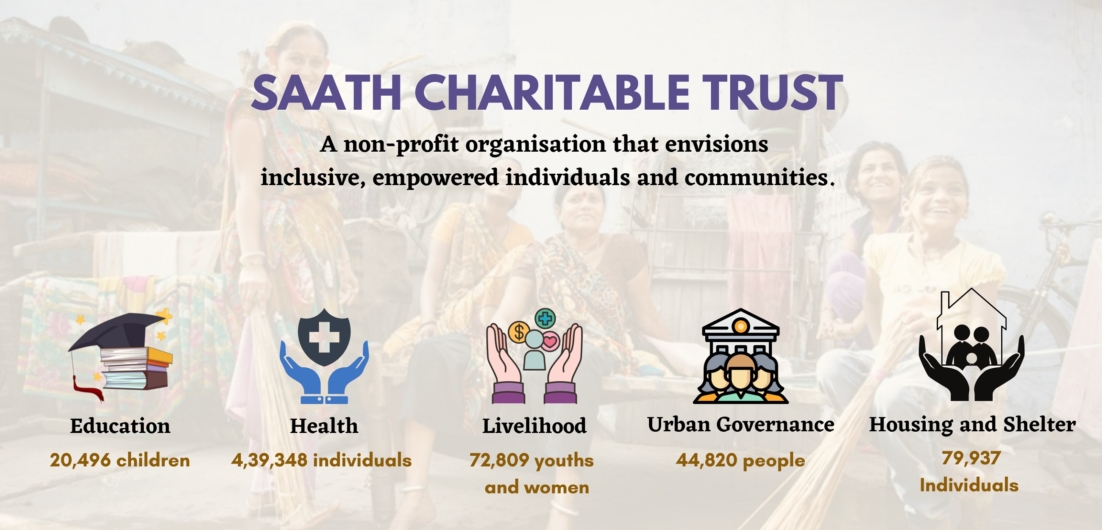 SAATH CHARITABLE TRUST
A non-profit organisation that envisions
inclusive, empowered individuals and communities.
Education
20,496 children
Health
4,39,348 individuals
Livelihood
72,809 youths
and women
Urban Governance
44,820 people
Housing and Shelter
79,937
Individuals